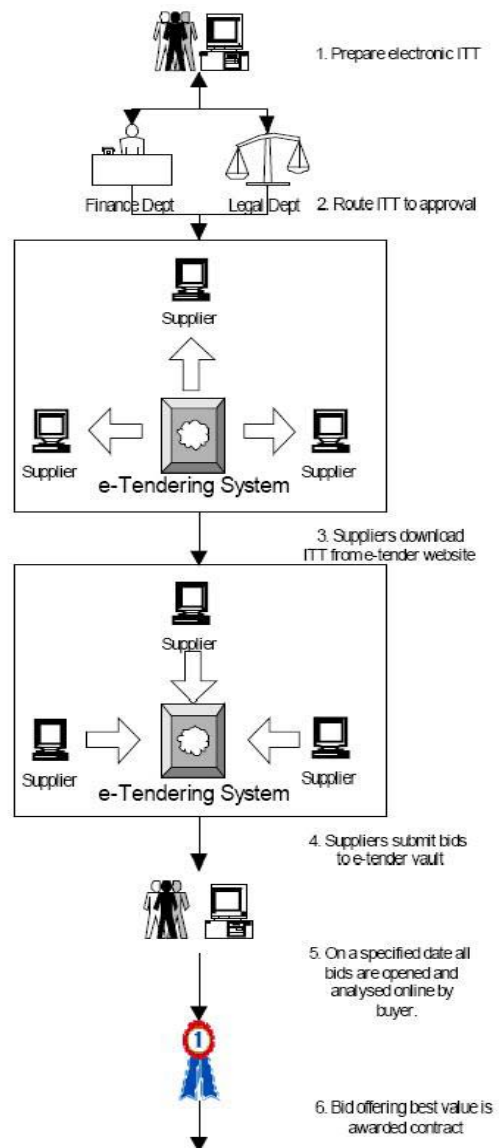 1. Prepare electronic ITT
Finance Dept
Legal Dept
2. Route ITT to approval
Supplier
Supplier
Supplier
e-Tendering System
3. Suppliers download
ITT from e-tender website
Supplier
Supplier
Supplier
e-Tendering System
4. Suppliers submit bids
to e-tender vault
5. On a specified date all
bids are opened and
analysed online by
buyer.
1
6. Bid offering best value is
awarded contract